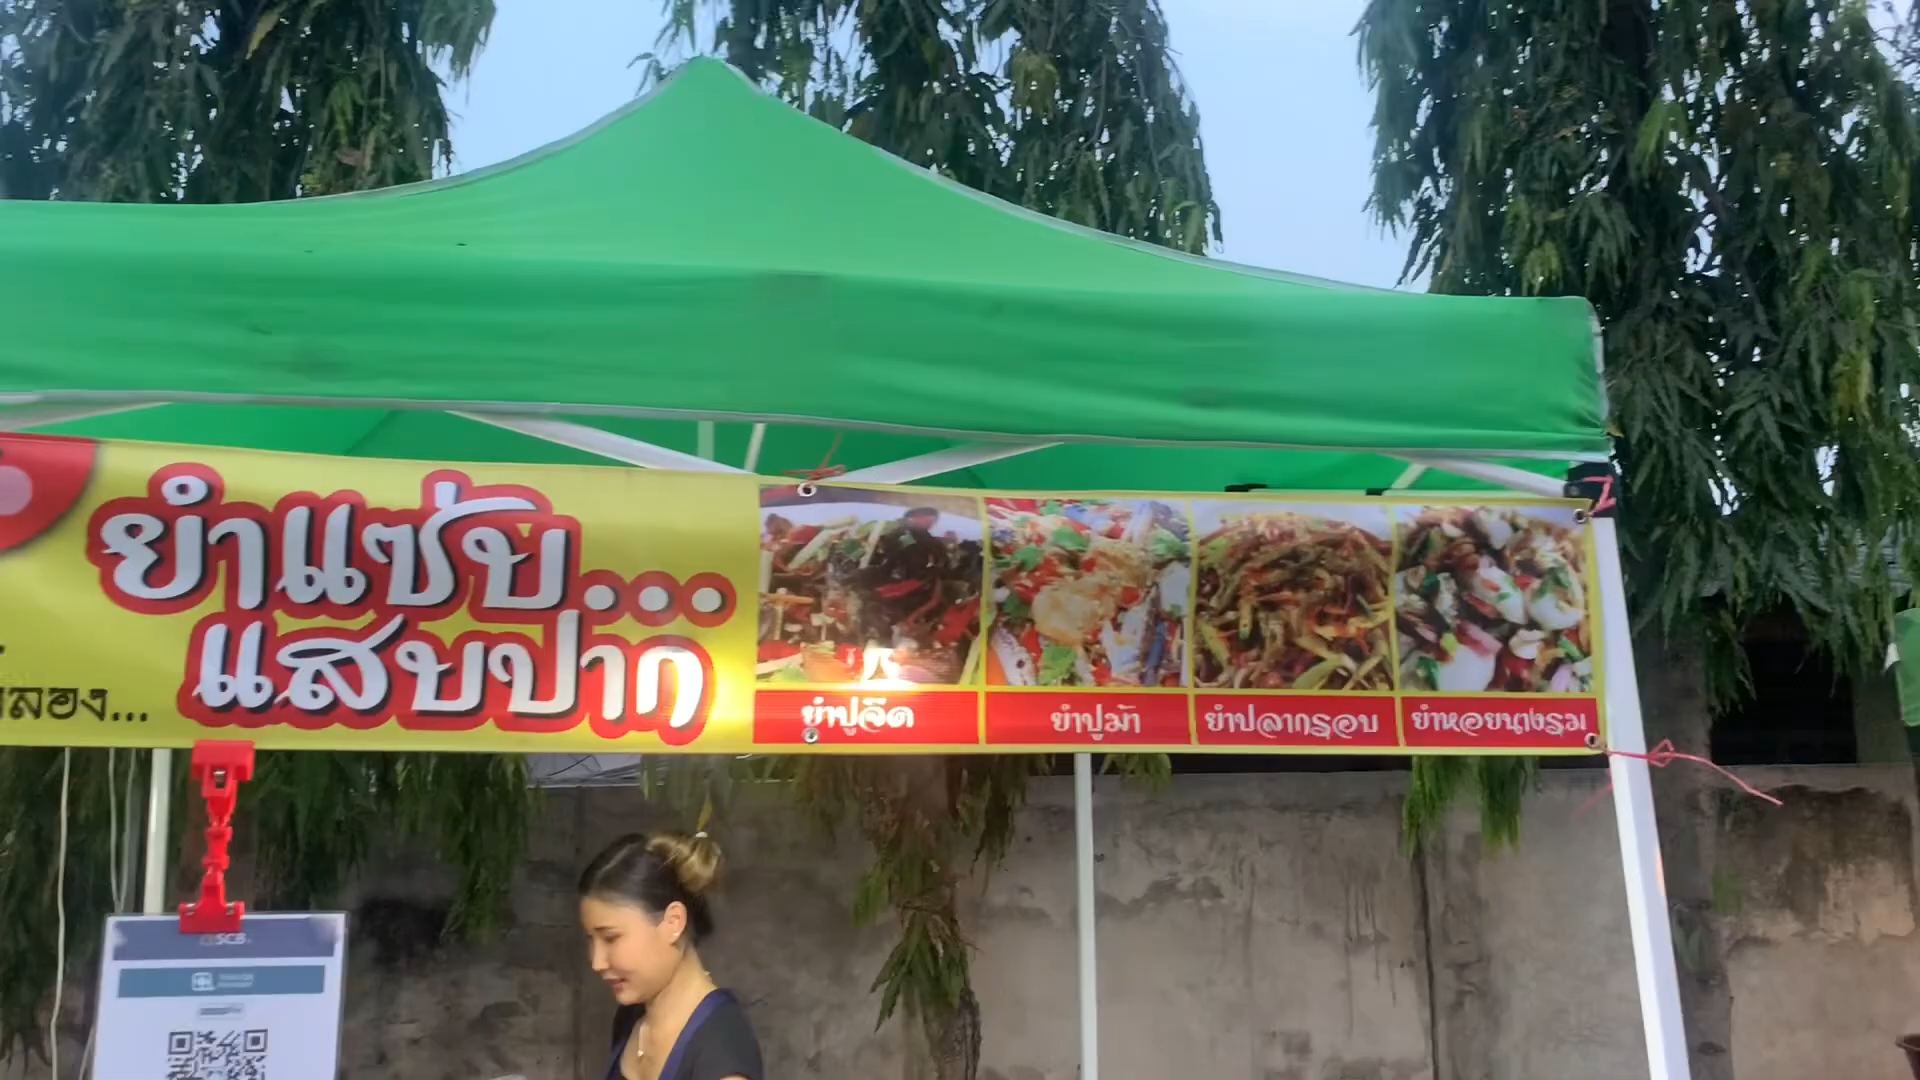 ยำแซ่บ...
แสบปาก
ลอง...
ยำปูจืด
ยำปูม้า
ยำปลากรอบ
ยำหอยนางรม
SCB